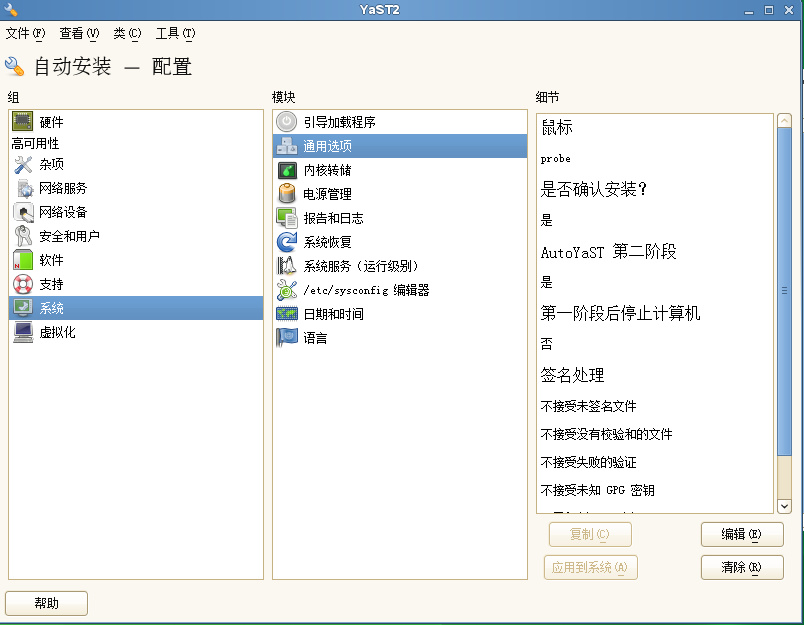 YaST2
文件(F) 查看(V) 类(C) 工具(T)
自动安装 — 配置
组
硬件
高可用性
杂项
网络服务
网络设备
安全和用户
软件
支持
系统
虚拟化
模块
引导加载程序
通用选项
内核转储
电源管理
报告和日志
系统恢复
系统服务(运行级别)
/etc/sysconfig 编辑器
日期和时间
语言
细节
鼠标
probe
是否确认安装?
是
AutoYaST 第二阶段
是
第一阶段后停止计算机
否
签名处理
不接受未签名文件
不接受没有校验和的文件
不接受失败的验证
不接受未知 GPG 密钥
复制(C) 编辑(E)
应用到系统(A) 清除(R)
帮助